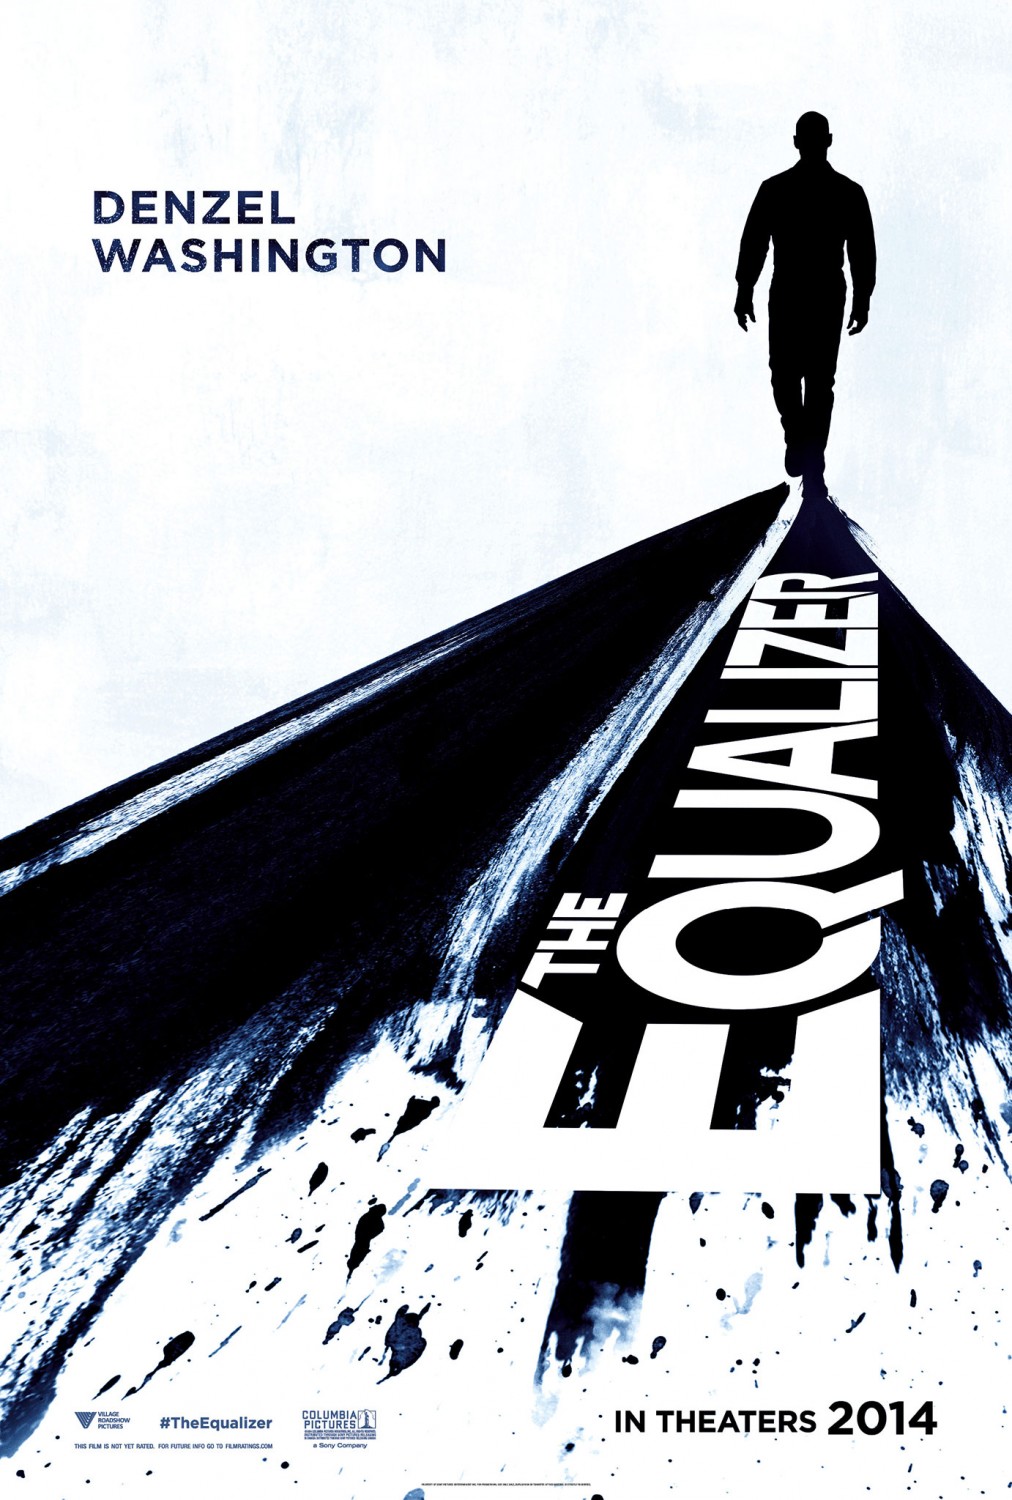 DENZEL
WASHINGTON
THE
EQUALIZER
VILLAGE
ROADSHOW
PICTURES
#TheEqualizer
COLUMBIA
PICTURES
a Sony Company
THIS FILM IS NOT YET RATED. FOR FUTURE INFO GO TO FILMRATINGS.COM
IN THEATERS 2014